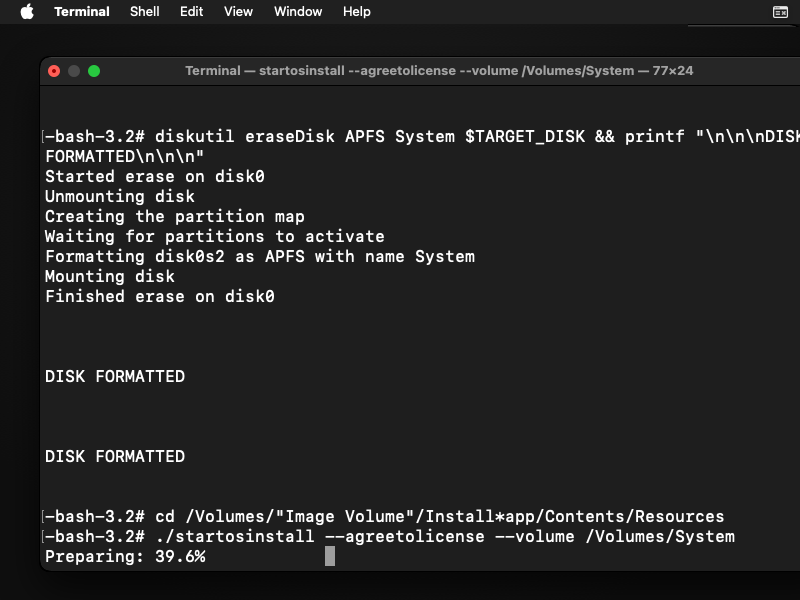 Terminal Shell Edit View Window Help
Terminal — startosinstall --agreetolicense --volume /Volumes/System — 77×24
[-bash-3.2# diskutil eraseDisk APFS System $TARGET_DISK && printf "\n\n\nDISK
FORMATTED\n\n\n"
Started erase on disk0
Unmounting disk
Creating the partition map
Waiting for partitions to activate
Formatting disk0s2 as APFS with name System
Mounting disk
Finished erase on disk0
DISK FORMATTED
DISK FORMATTED
[-bash-3.2# cd /Volumes/"Image Volume"/Install*app/Contents/Resources
[-bash-3.2# ./startosinstall --agreetolicense --volume /Volumes/System
Preparing: 39.6%